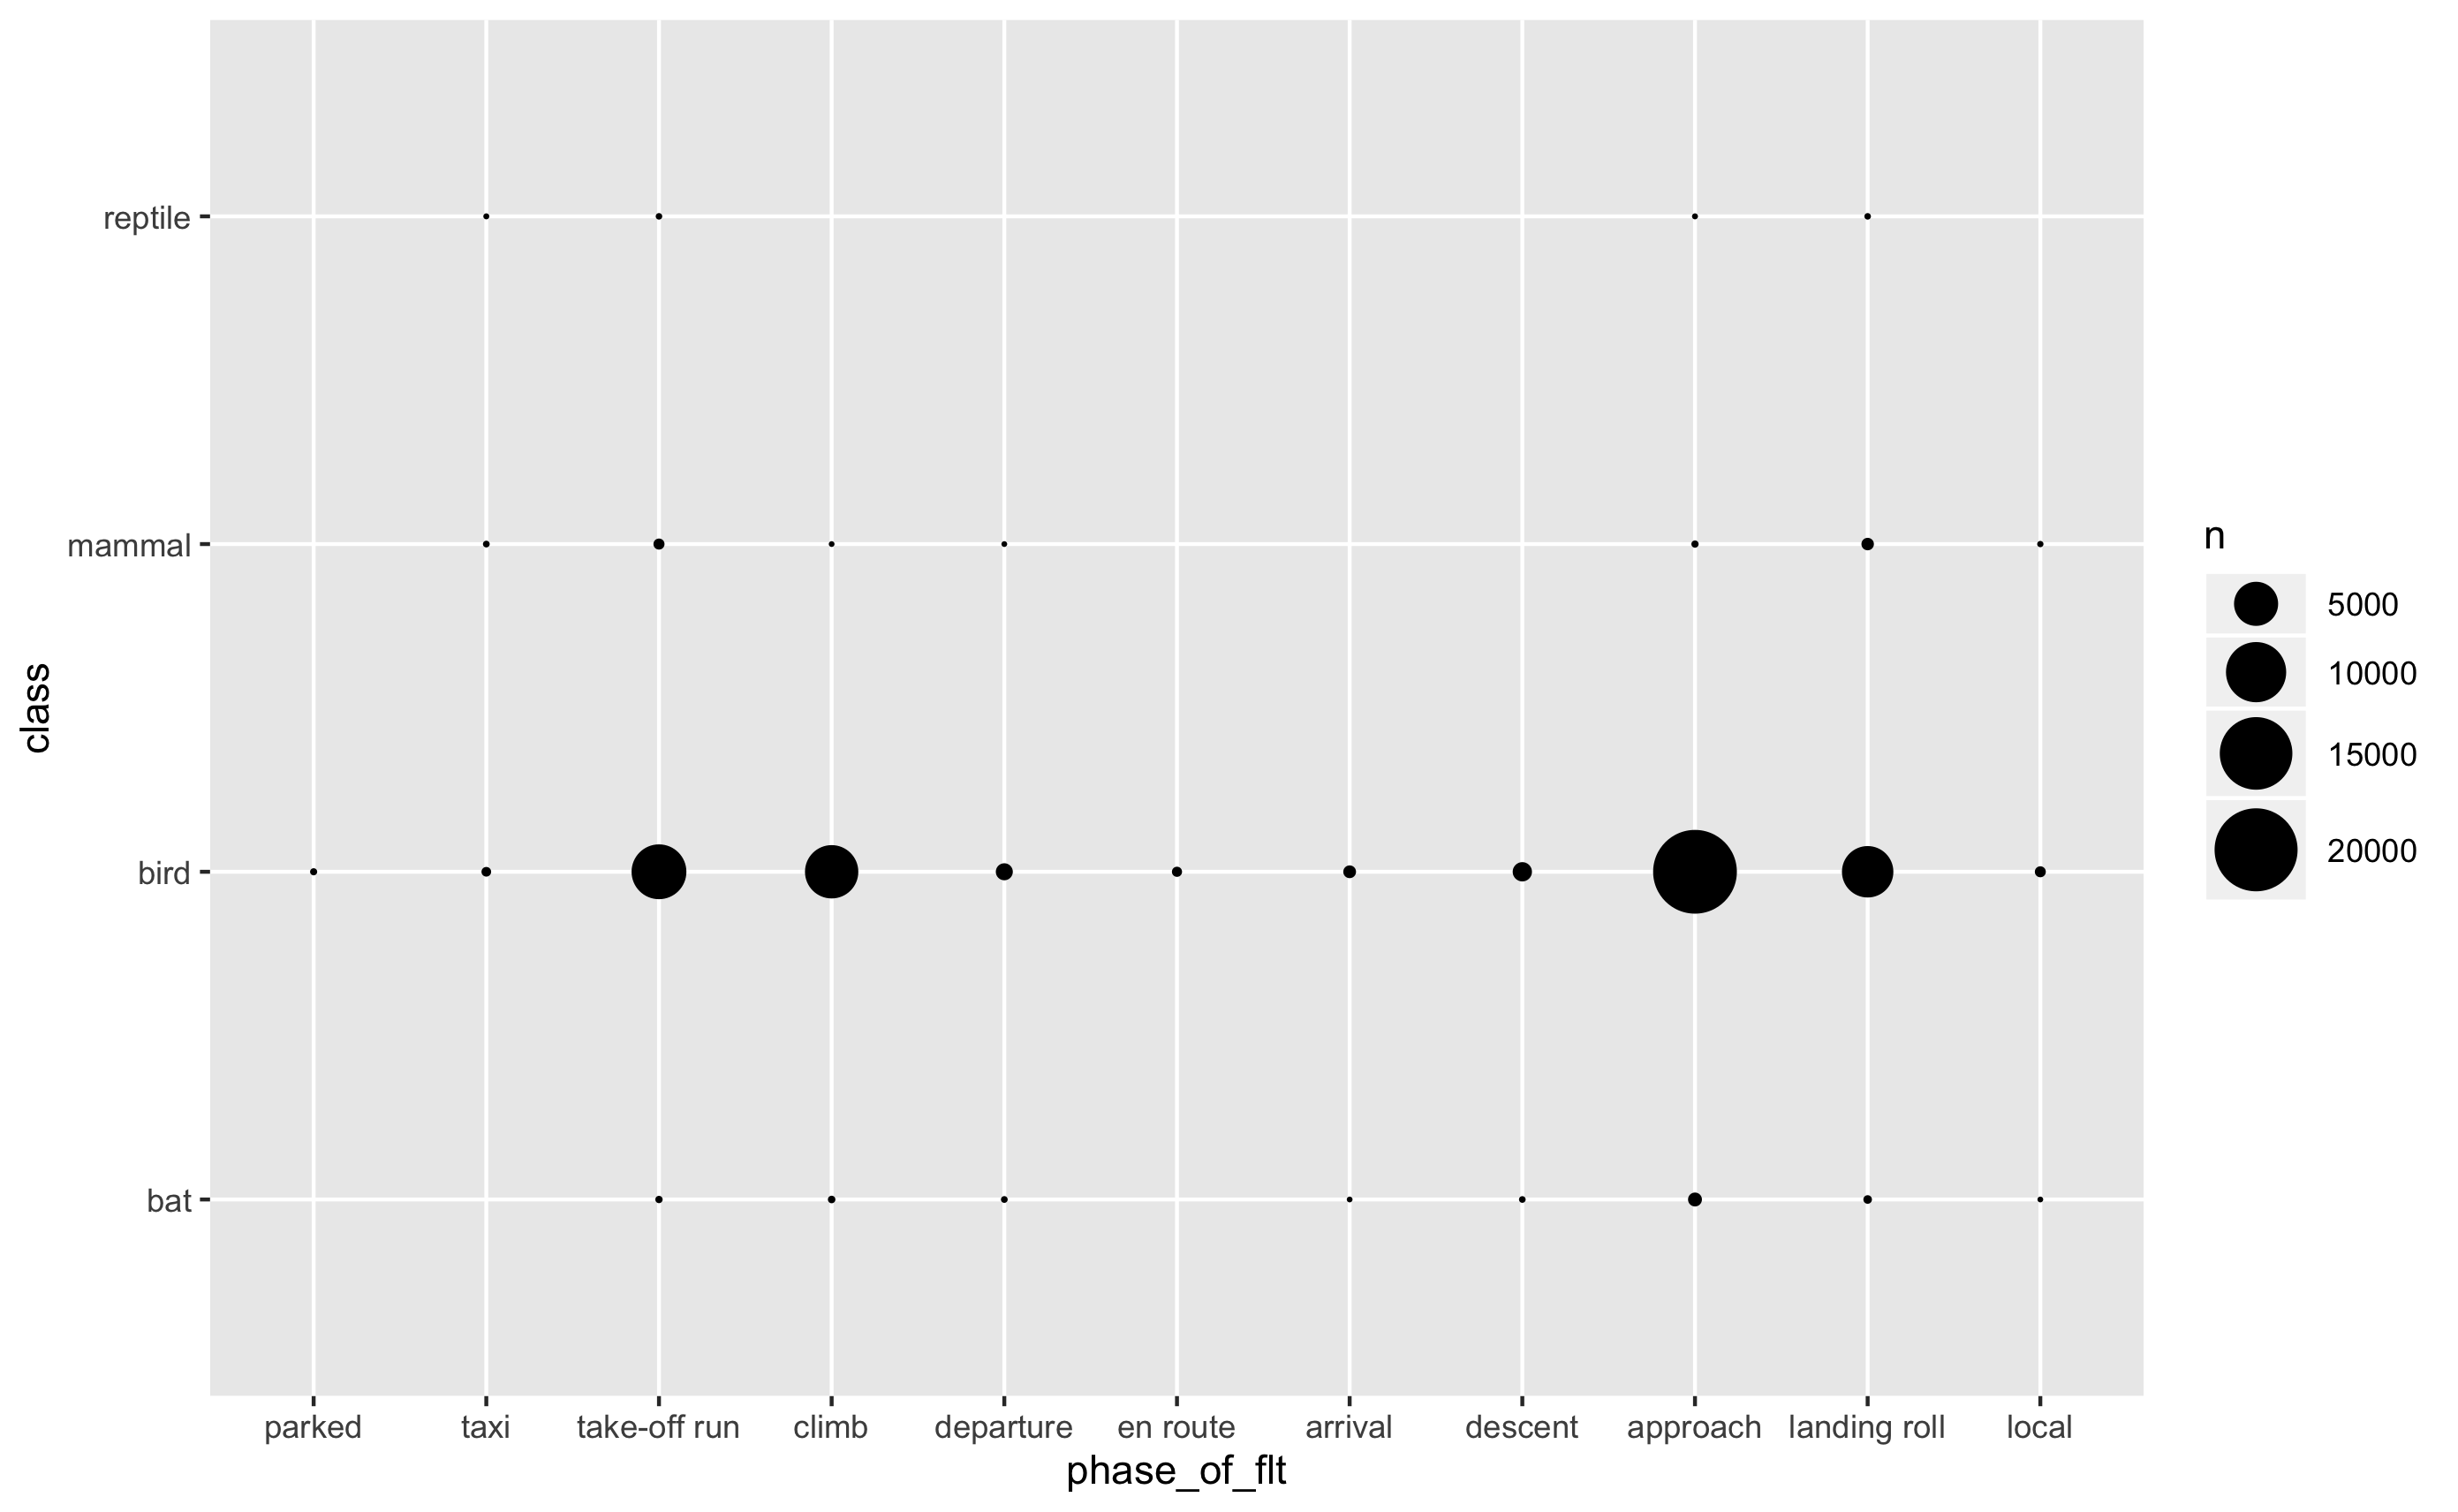 reptile
mammal
bird
bat
class
parked taxi take-off run climb departure en route arrival descent approach landing roll local
phase_of_flt
n
5000
10000
15000
20000